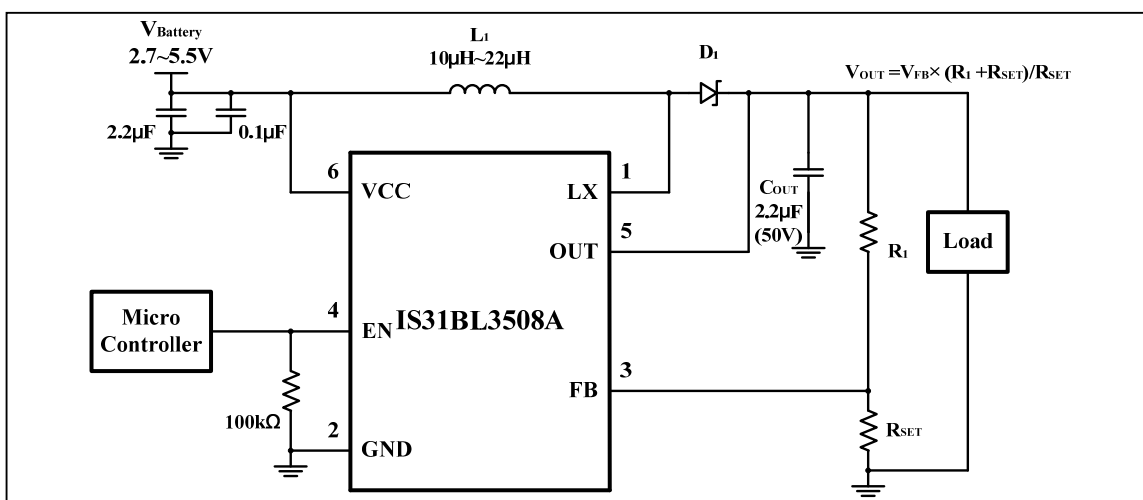 VBattery
2.7~5.5V
L1
10μH~22μH
D1
VOUT =VFB× (R1 +RSET)/RSET
2.2μF
0.1μF
6
VCC
1
LX
COUT
2.2μF
(50V)
5
OUT
R1
Load
Micro
Controller
4
EN
IS31BL3508A
3
FB
100kΩ
2
GND
RSET